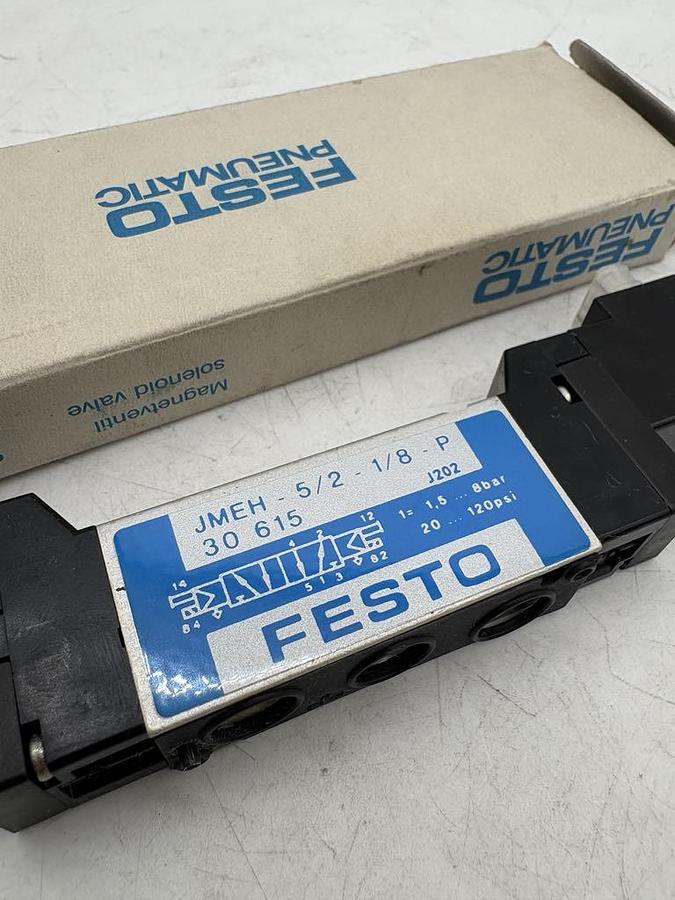 FESTO
PNEUMATIC
FESTO
PNEUMATIC
Magnetventil
solenoid valve
JMEH - 5/2 - 1/8 - P
30 615
J202
1= 1,5 ... 8bar
20 ... 120psi
14
4 2
12
84
5 1 3
82
FESTO